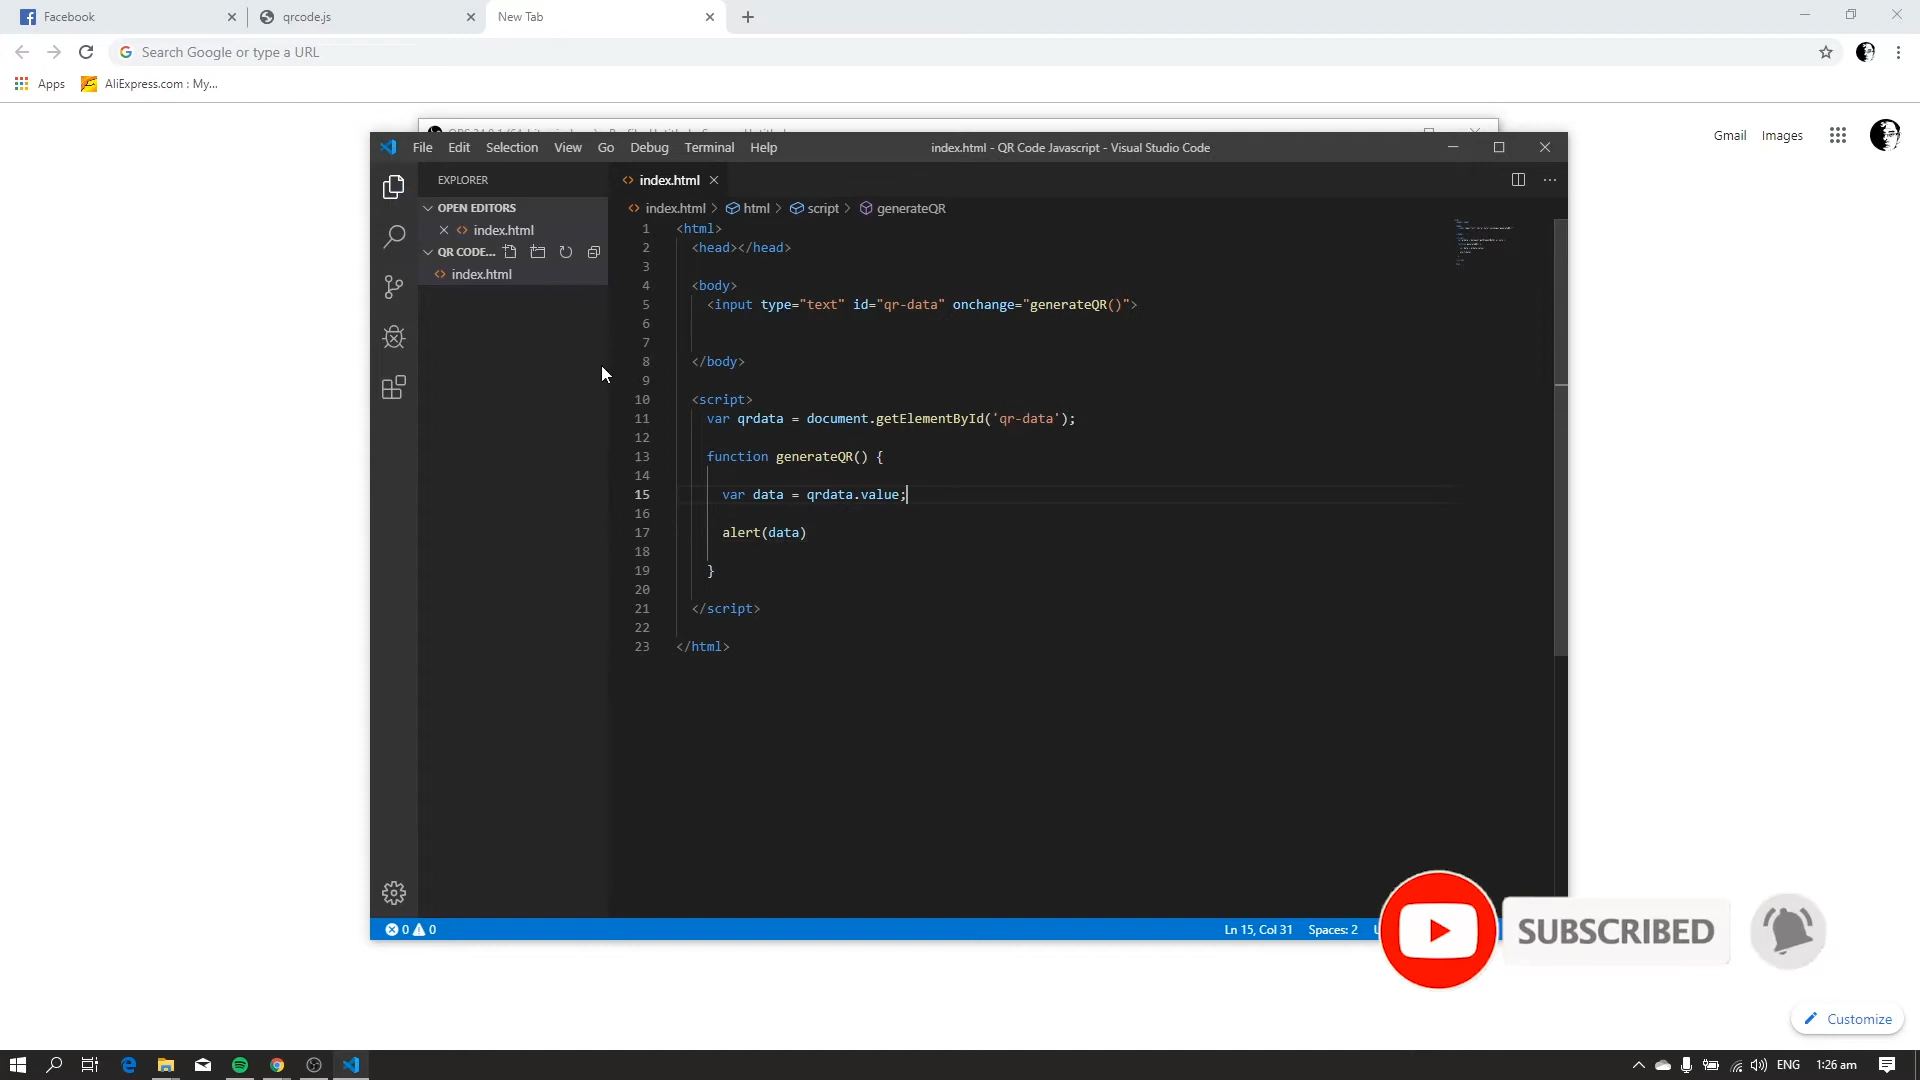 Facebook
qrcode.js
New Tab
Search Google or type a URL
Apps
AliExpress.com : My...
Gmail
Images
File Edit Selection View Go Debug Terminal Help
index.html - QR Code Javascript - Visual Studio Code
EXPLORER
index.html
OPEN EDITORS
index.html > html > script > generateQR
index.html
QR CODE...
index.html
1 <html>
2 <head></head>
3
4 <body>
5 <input type="text" id="qr-data" onchange="generateQR()">
6
7
8 </body>
9
10 <script>
11 var qrdata = document.getElementById('qr-data');
12
13 function generateQR() {
14
15 var data = qrdata.value;
16
17 alert(data)
18
19 }
20
21 </script>
22
23 </html>
0 0
Ln 15, Col 31 Spaces: 2
SUBSCRIBED
Customize
ENG 1:26 am